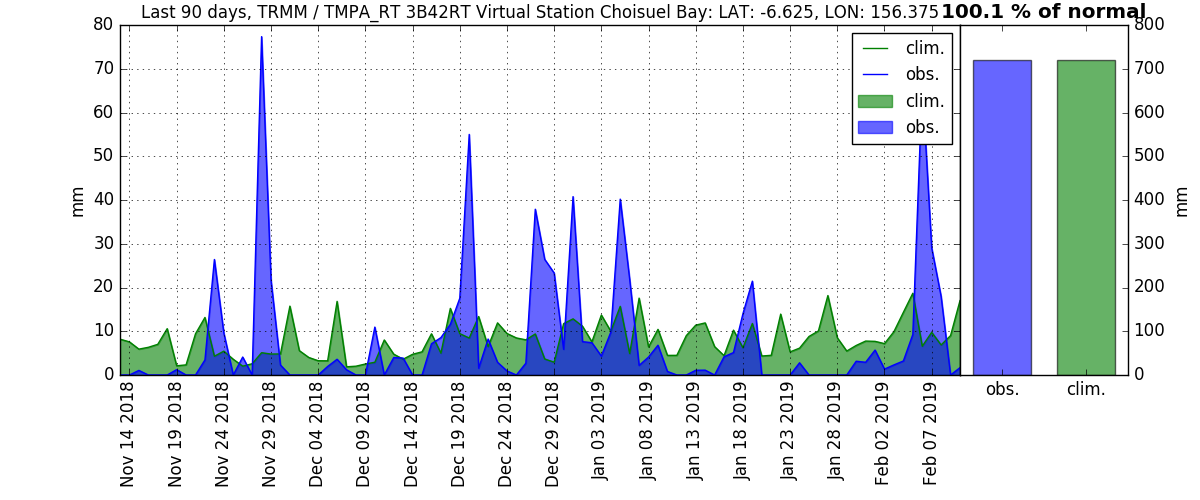 Last 90 days, TRMM / TMPA_RT 3B42RT Virtual Station Choisuel Bay: LAT: -6.625, LON: 156.375 100.1 % of normal
80
70
60
50
40
30
20
10
0
mm
clim.
obs.
clim.
obs.
800
700
600
500
400
300
200
100
0
mm
obs.
clim.
Nov 14 2018
Nov 19 2018
Nov 24 2018
Nov 29 2018
Dec 04 2018
Dec 09 2018
Dec 14 2018
Dec 19 2018
Dec 24 2018
Dec 29 2018
Jan 03 2019
Jan 08 2019
Jan 13 2019
Jan 18 2019
Jan 23 2019
Jan 28 2019
Feb 02 2019
Feb 07 2019